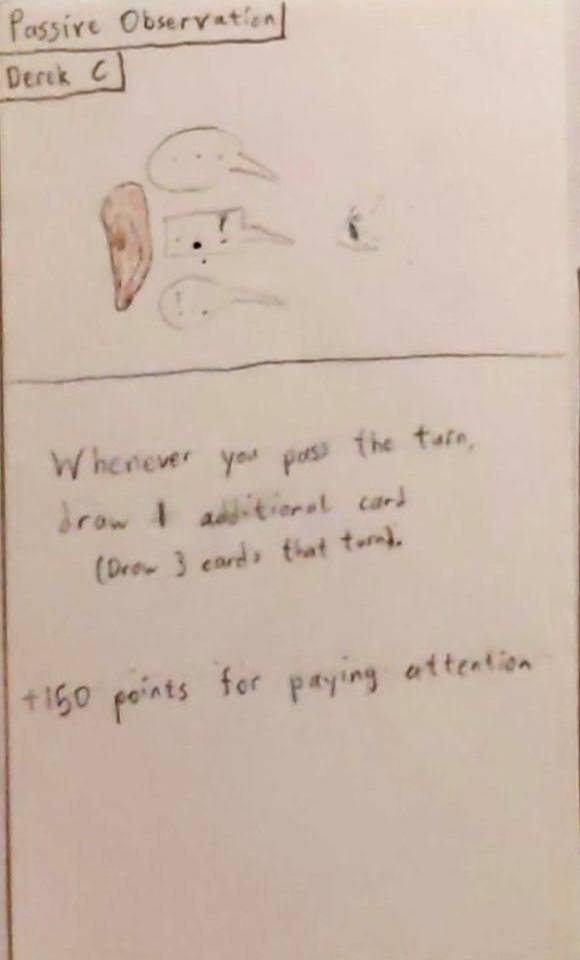 Passive Observation
Derek C
Whenever you pass the turn,
draw 1 additional card
(Draw 3 cards that turn).
+150 points for paying attention